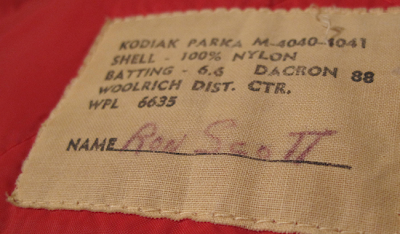 KODIAK PARKA M-4040-1041
SHELL - 100% NYLON
BATTING - 6.6 DACRON 88
WOOLRICH DIST. CTR.
WPL 6635
NAME Ron Scott